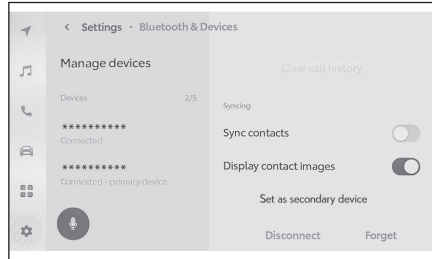 < Settings · Bluetooth & Devices
Manage devices
Devices 2/5
**********
Connected
**********
Connected - primary device
Clear call history
Syncing
Sync contacts
Display contact images
Set as secondary device
Disconnect Forget